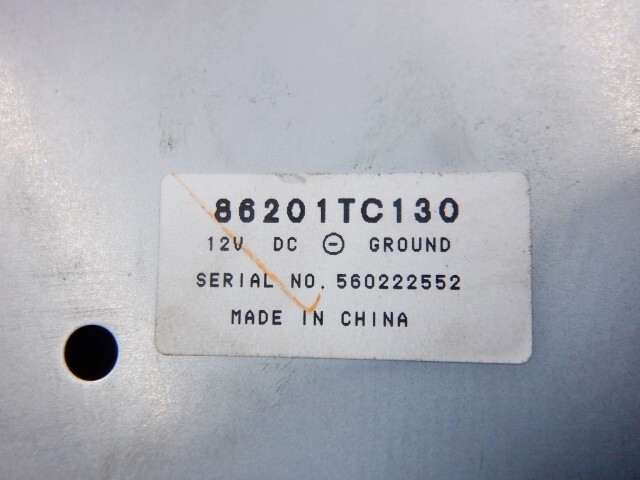 86201TC130
12V DC ⊖ GROUND
SERIAL NO. 560222552
MADE IN CHINA